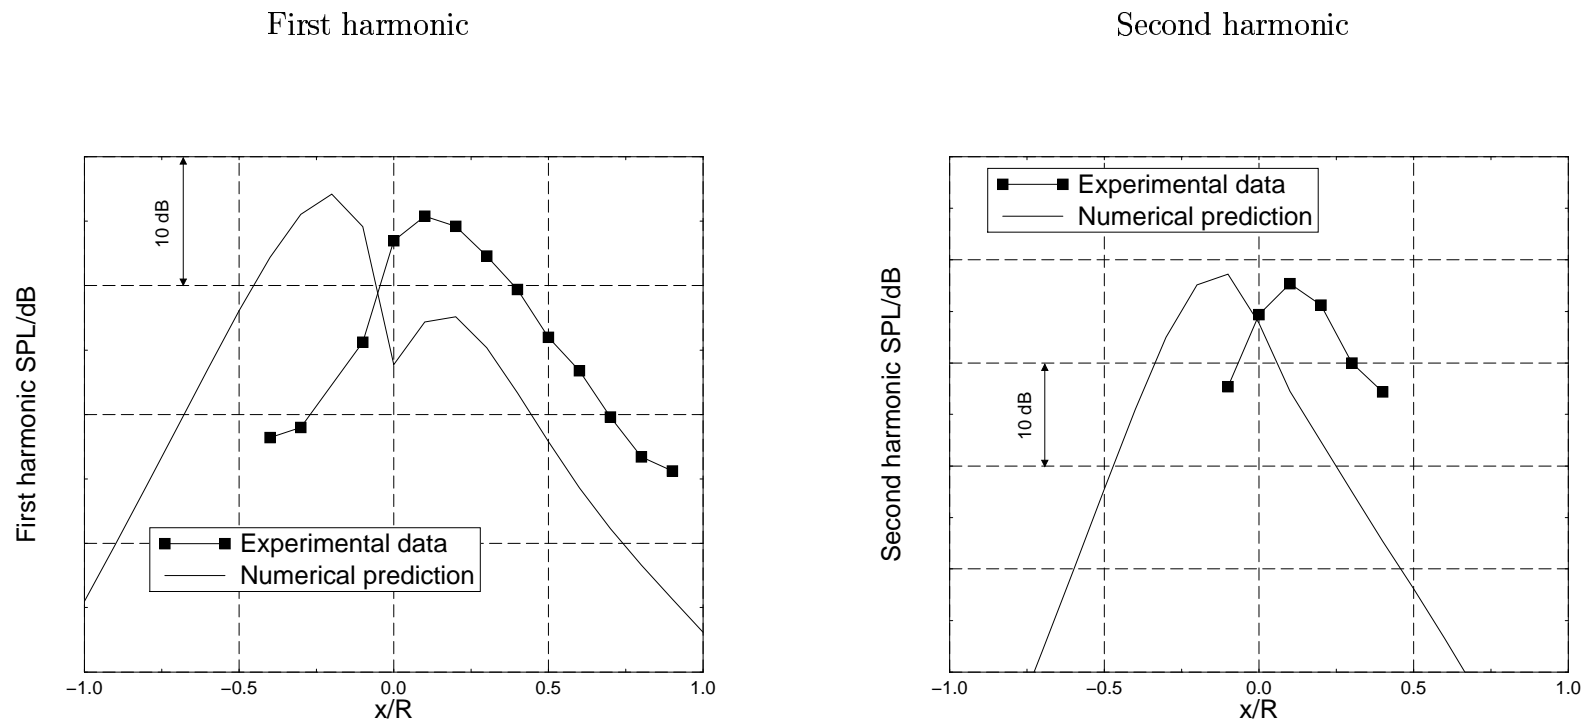 First harmonic
Second harmonic
10 dB
First harmonic SPL/dB
Experimental data
Numerical prediction
−1.0
−0.5
0.0
0.5
1.0
x/R
Experimental data
Numerical prediction
10 dB
Second harmonic SPL/dB
−1.0
−0.5
0.0
0.5
1.0
x/R